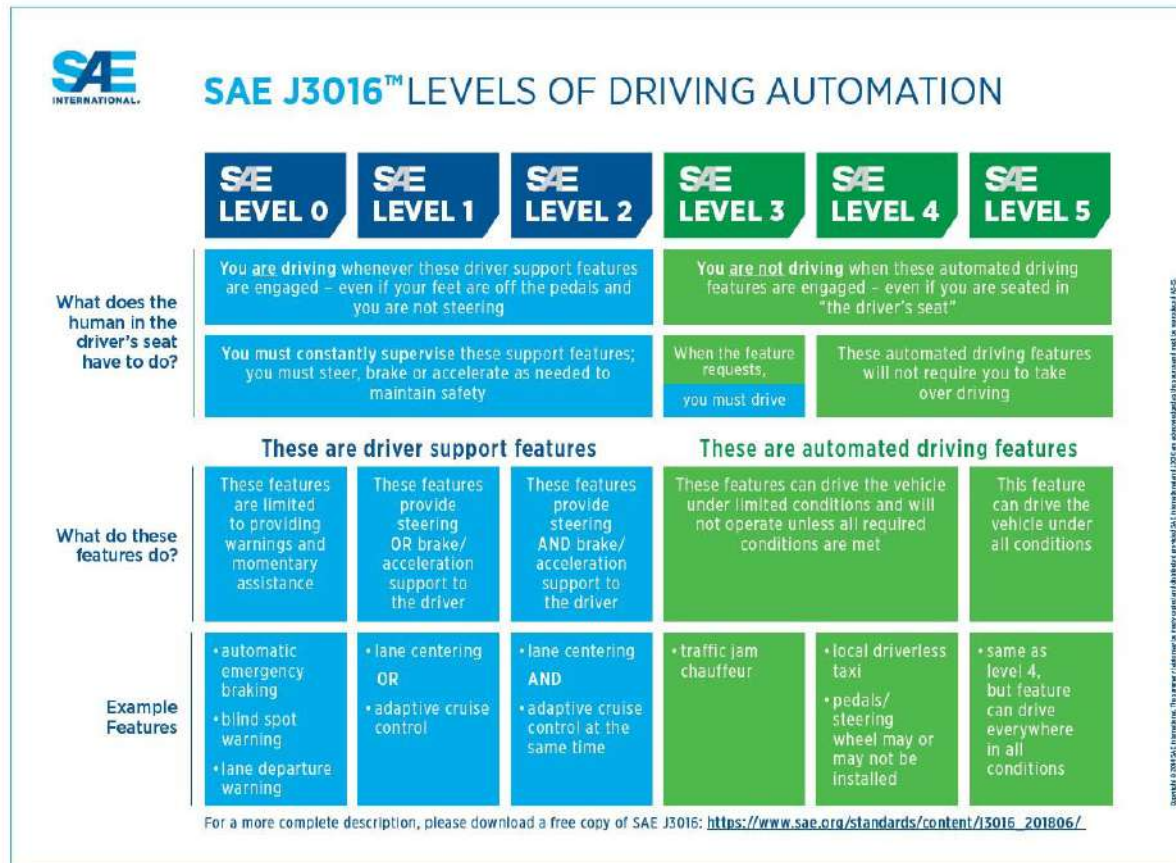 SAE
INTERNATIONAL®
SAE J3016™ LEVELS OF DRIVING AUTOMATION
SAE
LEVEL 0
SAE
LEVEL 1
SAE
LEVEL 2
SAE
LEVEL 3
SAE
LEVEL 4
SAE
LEVEL 5
What does the
human in the
driver's seat
have to do?
You are driving whenever these driver support features
are engaged – even if your feet are off the pedals and
you are not steering
You are not driving when these automated driving
features are engaged – even if you are seated in
"the driver's seat"
You must constantly supervise these support features;
you must steer, brake or accelerate as needed to
maintain safety
When the feature
requests,
you must drive
These automated driving features
will not require you to take
over driving
These are driver support features
These are automated driving features
What do these
features do?
These features
are limited
to providing
warnings and
momentary
assistance
These features
provide
steering
OR brake/
acceleration
support to
the driver
These features
provide
steering
AND brake/
acceleration
support to
the driver
These features can drive the vehicle
under limited conditions and will
not operate unless all required
conditions are met
This feature
can drive the
vehicle under
all conditions
Example
Features
• automatic
emergency
braking
• blind spot
warning
• lane departure
warning
• lane centering
OR
• adaptive cruise
control
• lane centering
AND
• adaptive cruise
control at the
same time
• traffic jam
chauffeur
• local driverless
taxi
• pedals/
steering
wheel may or
may not be
installed
• same as
level 4,
but feature
can drive
everywhere
in all
conditions
For a more complete description, please download a free copy of SAE J3016: https://www.sae.org/standards/content/J3016_201806/